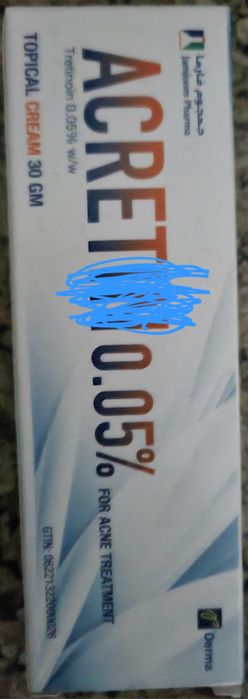 جمجوم فارما
Jamjoom Pharma
ACRET 0.05%
FOR ACNE TREATMENT
Tretinoin 0.05% w/w
TOPICAL CREAM 30 GM
Derma